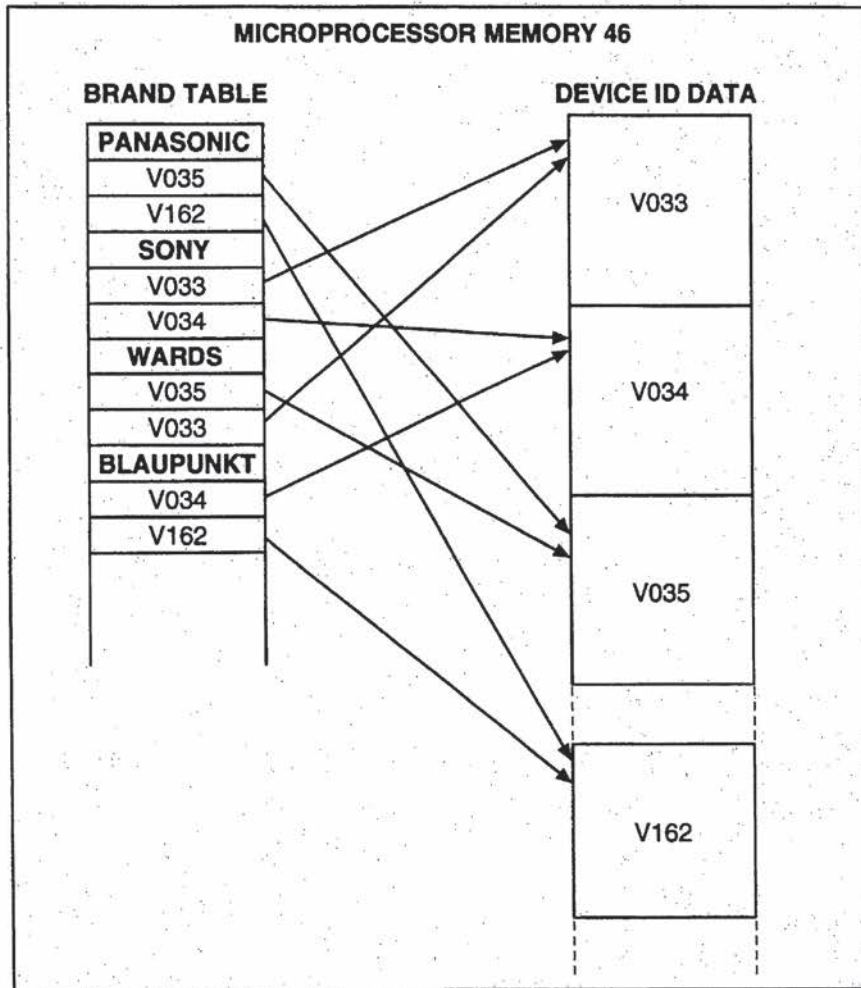 MICROPROCESSOR MEMORY 46
BRAND TABLE
PANASONIC
V035
V162
SONY
V033
V034
WARDS
V035
V033
BLAUPUNKT
V034
V162
DEVICE ID DATA
V033
V034
V035
V162